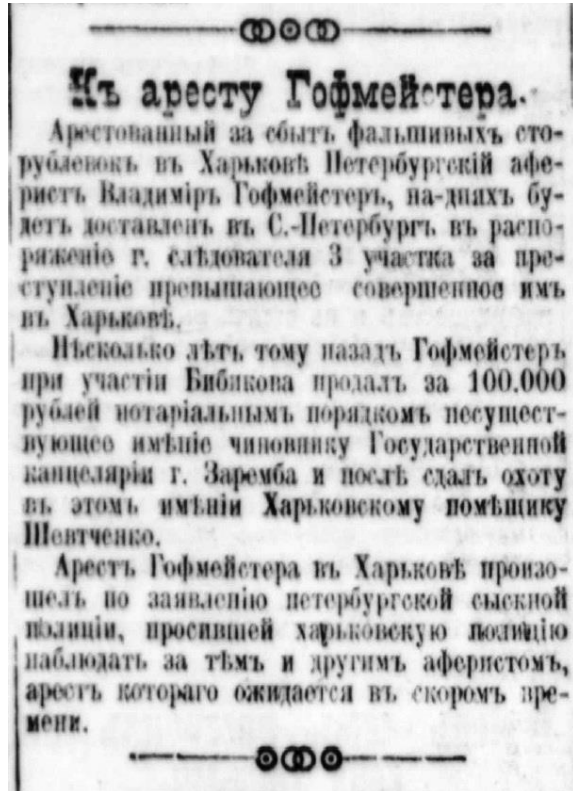 Къ аресту Гофмейстера.
Арестованный за сбытъ фальшивыхъ сто-
рублевокъ въ Харьковѣ Петербургскій афе-
ристъ Владиміръ Гофмейстеръ, на-дняхъ бу-
детъ доставленъ въ С.-Петербургъ въ распо-
ряженіе г. слѣдователя 3 участка за пре-
ступленіе превышающее совершенное имъ
въ Харьковѣ.
Нѣсколько лѣтъ тому назадъ Гофмейстеръ
при участіи Бибикова продалъ за 100.000
рублей нотаріальнымъ порядкомъ несущест-
вующее имѣніе чиновнику Государственной
канцеляріи г. Заремба и послѣ сдалъ охоту
въ этомъ имѣніи Харьковскому помѣщику
Шевтченко.
Арестъ Гофмейстера въ Харьковѣ произо-
шелъ по заявленію петербургской сыскной
полиціи, просившей харьковскую полицію
наблюдать за тѣмъ и другимъ аферистомъ,
арестъ котораго ожидается въ скоромъ вре-
мени.